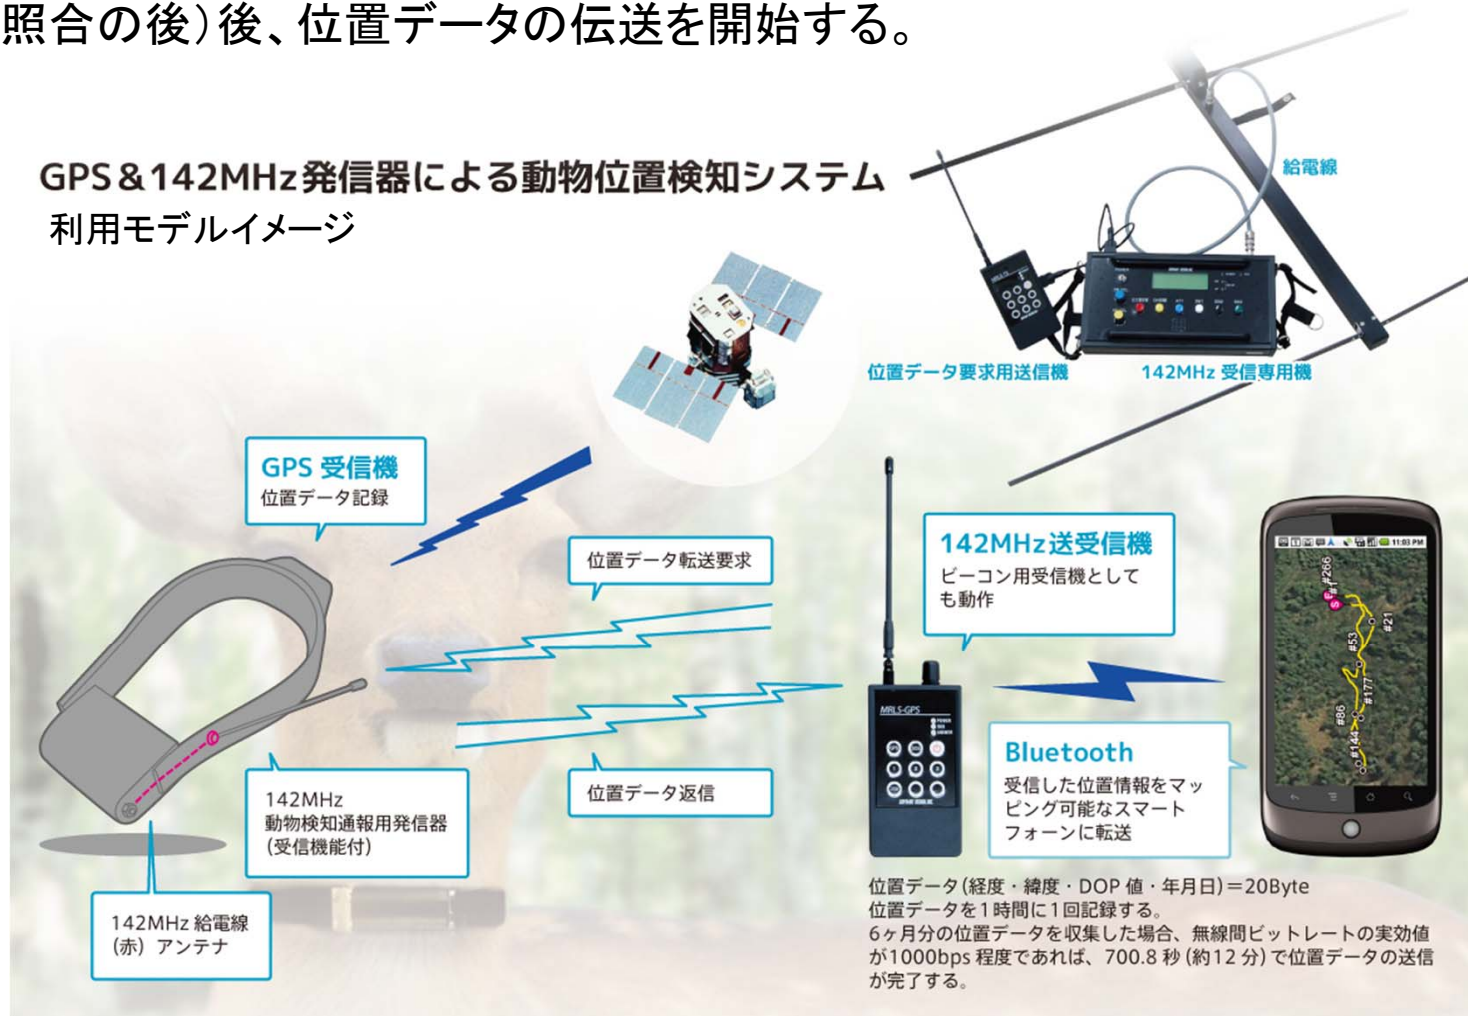 照合の後)後、位置データの伝送を開始する。
GPS&142MHz発信器による動物位置検知システム
利用モデルイメージ
給電線
位置データ要求用送信機
142MHz 受信専用機
GPS 受信機
位置データ記録
位置データ転送要求
142MHz送受信機
ビーコン用受信機として
も動作
11:03 PM
#266
#1
#21
#53
#177
#86
#144
MRLS-GPS
POWER
Bluetooth
受信した位置情報をマッ
ピング可能なスマート
フォーンに転送
位置データ返信
142MHz
動物検知通報用発信器
(受信機能付)
142MHz 給電線
(赤) アンテナ
位置データ(経度・緯度・DOP 値・年月日)=20Byte
位置データを1時間に1回記録する。
6ヶ月分の位置データを収集した場合、無線間ビットレートの実効値
が1000bps 程度であれば、700.8 秒 (約12 分) で位置データの送信
が完了する。